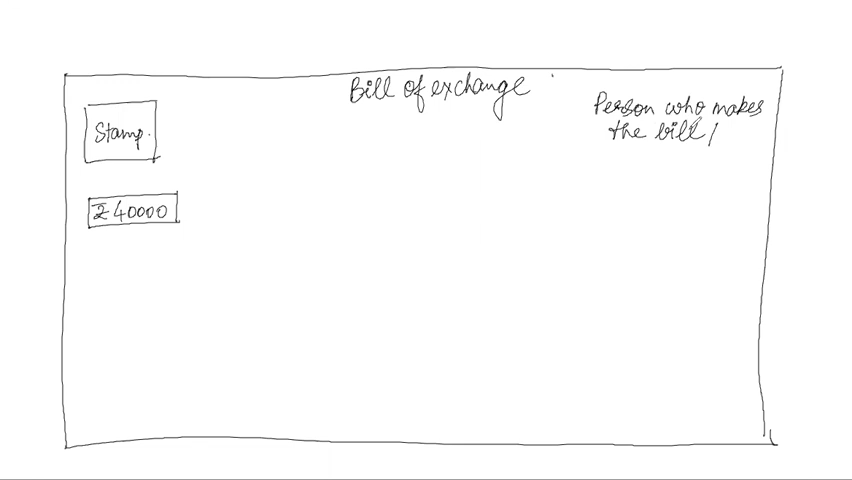 Bill of exchange
Person who makes
the bill /
Stamp.
₹ 40000